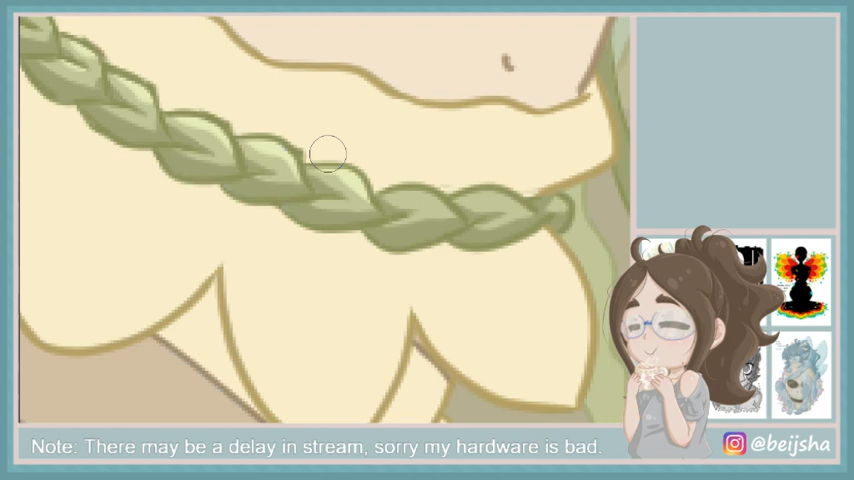 Note: There may be a delay in stream, sorry my hardware is bad.
@beijsha